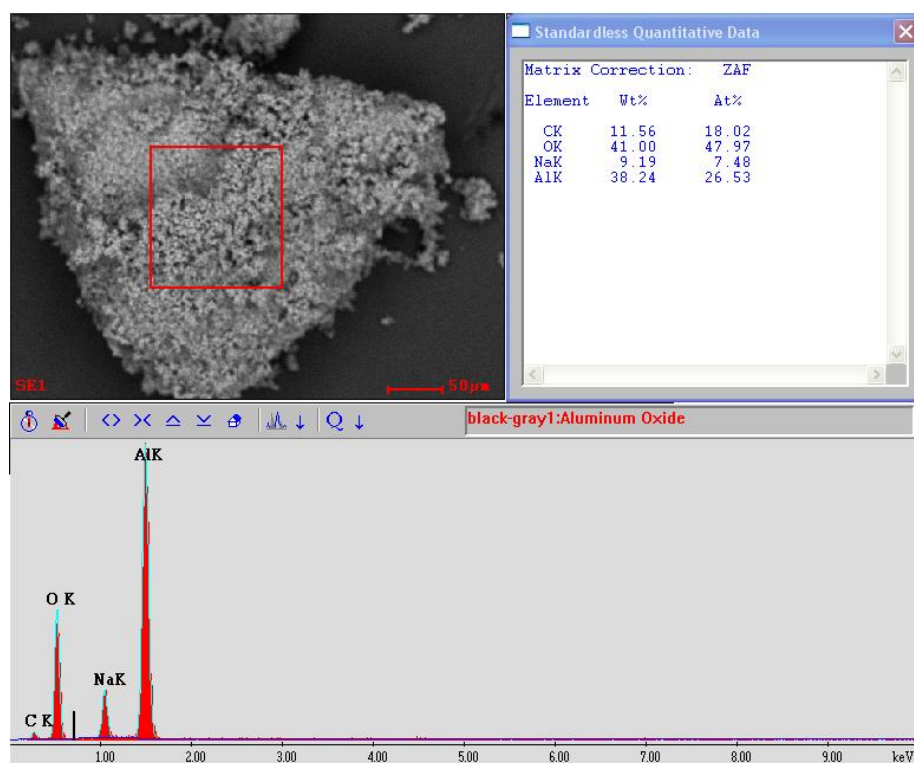 Standardless Quantitative Data
Matrix Correction: ZAF
Element Wt% At%
CK 11.56 18.02
OK 41.00 47.97
NaK 9.19 7.48
AlK 38.24 26.53
SE1
50µm
Q
black-gray1:Aluminum Oxide
AlK
O K
NaK
C K
1.00 2.00 3.00 4.00 5.00 6.00 7.00 8.00 9.00 keV